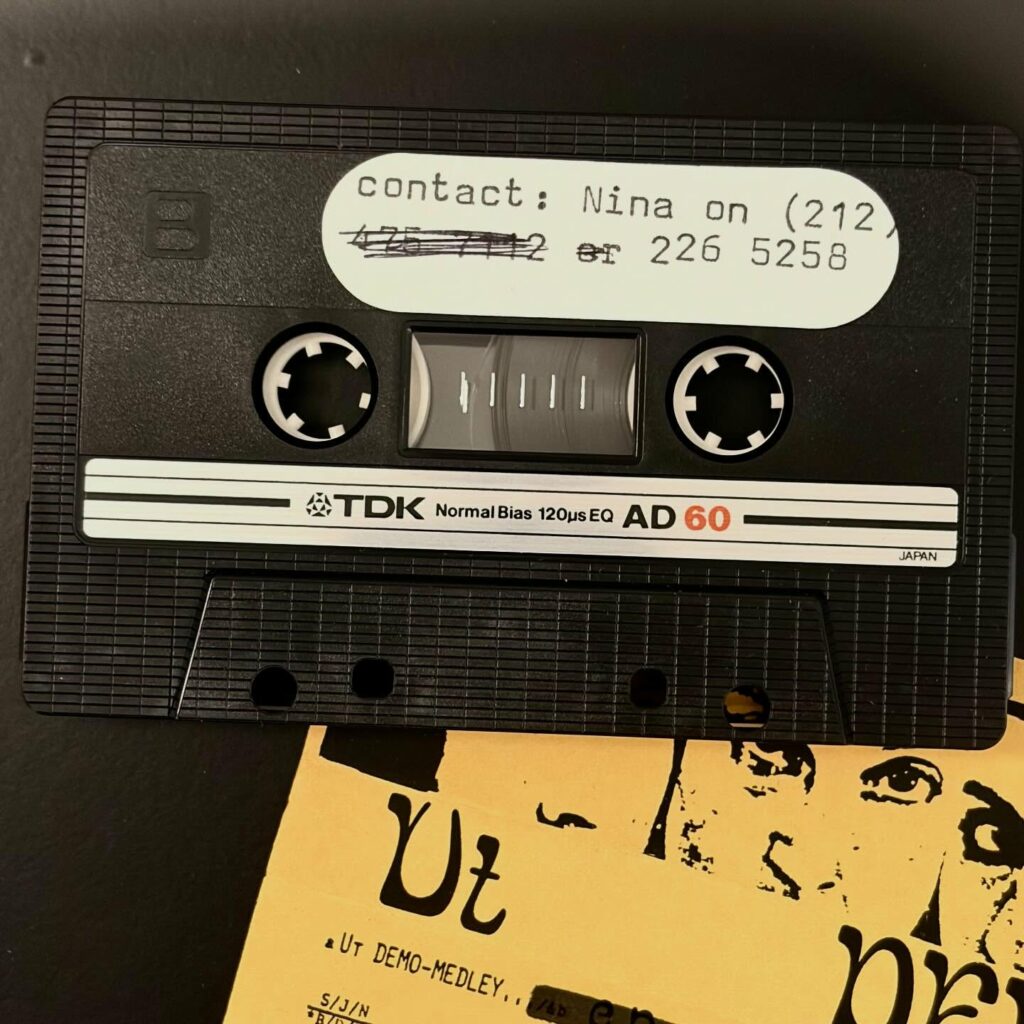 contact: Nina on (212)
475 7112 or 226 5258
B
TDK Normal Bias 120µs EQ AD 60
JAPAN
Ut
& UT DEMO-MEDLEY...
S/J/N